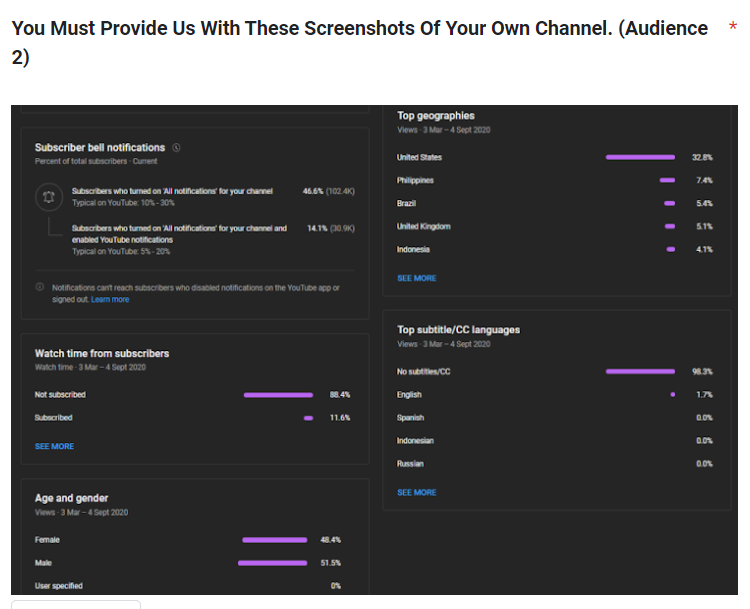 You Must Provide Us With These Screenshots Of Your Own Channel. (Audience *
2)
Subscriber bell notifications
Percent of total subscribers · Current
Subscribers who turned on 'All notifications' for your channel 46.6% (102.4K)
Typical on YouTube: 10% - 30%
Subscribers who turned on 'All notifications' for your channel and 14.1% (30.9K)
enabled YouTube notifications
Typical on YouTube: 5% - 20%
Notifications can't reach subscribers who disabled notifications on the YouTube app or
signed out. Learn more
Watch time from subscribers
Watch time · 3 Mar – 4 Sept 2020
Not subscribed 88.4%
Subscribed 11.6%
SEE MORE
Age and gender
Views · 3 Mar – 4 Sept 2020
Female 48.4%
Male 51.5%
User specified 0%
Top geographies
Views · 3 Mar – 4 Sept 2020
United States 32.8%
Philippines 7.4%
Brazil 5.4%
United Kingdom 5.1%
Indonesia 4.1%
SEE MORE
Top subtitle/CC languages
Views · 3 Mar – 4 Sept 2020
No subtitles/CC 98.3%
English 1.7%
Spanish 0.0%
Indonesian 0.0%
Russian 0.0%
SEE MORE